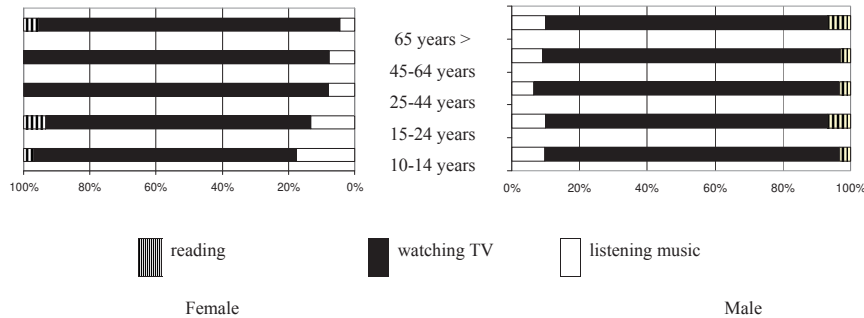 65 years >
45-64 years
25-44 years
15-24 years
10-14 years
100% 80% 60% 40% 20% 0%
0% 20% 40% 60% 80% 100%
reading watching TV listening music
Female Male